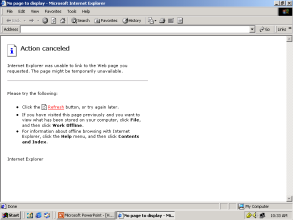 No page to display - Microsoft Internet Explorer
File Edit View Favorites Tools Help
Back Search Favorites History
Address Go Links »
Action canceled
Internet Explorer was unable to link to the Web page you
requested. The page might be temporarily unavailable.
Please try the following:
Click the Refresh button, or try again later.
If you have visited this page previously and you want to
view what has been stored on your computer, click File,
and then click Work Offline.
For information about offline browsing with Internet
Explorer, click the Help menu, and then click Contents
and Index.
Internet Explorer
Done My Computer
Start Microsoft PowerPoint - [K... No page to display - Mi... 10:33 AM